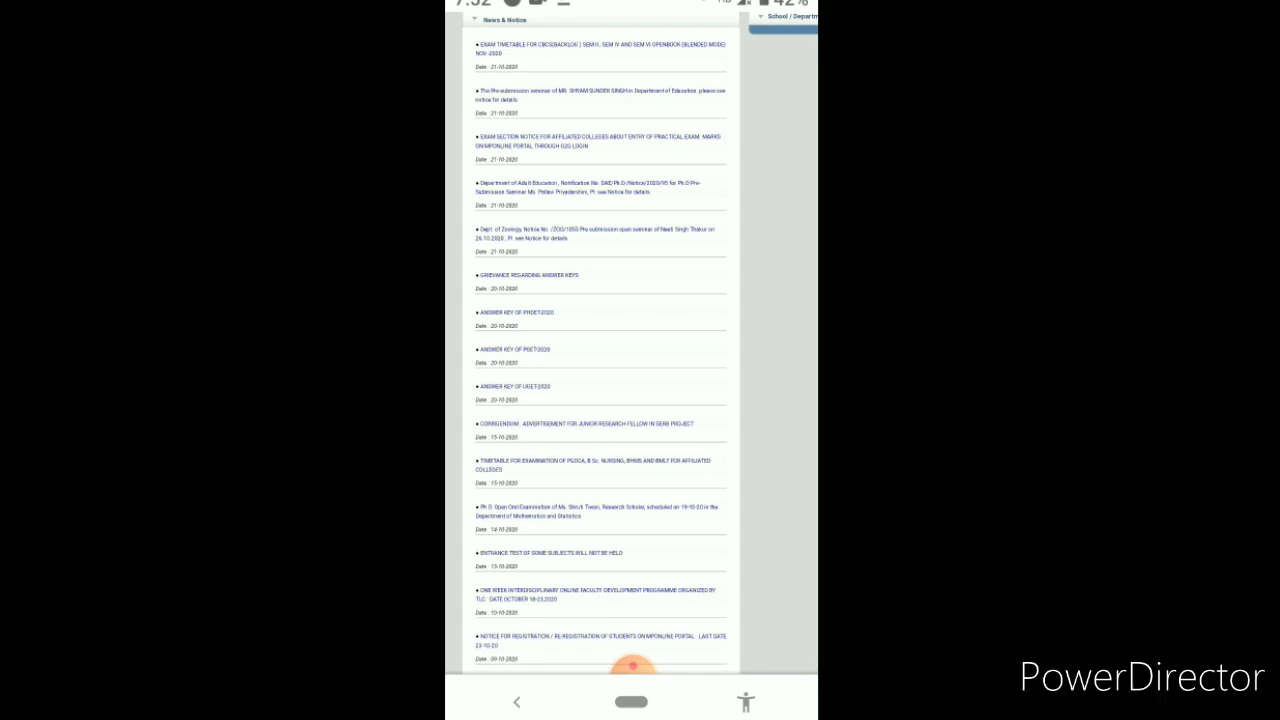 7:32
42%
News & Notice
School / Departm
● EXAM TIMETABLE FOR CBCS(BACKLOG ) SEM II, SEM IV AND SEM VI OPENBOOK (BLENDED MODE)
NOV.-2020
Date : 21-10-2020
● The Pre-submission seminar of MR. SHYAM SUNDER SINGH in Department of Education. please see
notice for details
Date : 21-10-2020
● EXAM SECTION NOTICE FOR AFFILIATED COLLEGES ABOUT ENTRY OF PRACTICAL EXAM. MARKS
ON MPONLINE PORTAL THROUGH G2G LOGIN
Date : 21-10-2020
● Department of Adult Education , Notification No. DAE/Ph.D/Notice/2020/95 for Ph.D Pre-
Submission Seminar Ms. Pallavi Priyadarshini, Pl. see Notice for details
Date : 21-10-2020
● Dept. of Zoology, Notice No. /ZOO/1055 Pre submission open seminar of Neeti Singh Thakur on
26.10.2020 , Pl. see Notice for details
Date : 21-10-2020
● GRIEVANCE REGARDING ANSWER KEYS
Date : 20-10-2020
● ANSWER KEY OF PHDET-2020
Date : 20-10-2020
● ANSWER KEY OF PGET-2020
Date : 20-10-2020
● ANSWER KEY OF UGET-2020
Date : 20-10-2020
● CORRIGENDUM : ADVERTISEMENT FOR JUNIOR RESEARCH FELLOW IN SERB PROJECT
Date : 15-10-2020
● TIMETABLE FOR EXAMINATION OF PGDCA, B.Sc. NURSING, BHMS AND BMLT FOR AFFILIATED
COLLEGES
Date : 15-10-2020
● Ph.D. Open Oral Examination of Ms. Shruti Tiwari, Research Scholar, scheduled on 19-10-20 in the
Department of Mathematics and Statistics
Date : 14-10-2020
● ENTRANCE TEST OF SOME SUBJECTS WILL NOT BE HELD
Date : 13-10-2020
● ONE WEEK INTERDISCIPLINARY ONLINE FACULTY DEVELOPMENT PROGRAMME ORGANIZED BY
TLC : DATE OCTOBER 18-23,2020
Date : 10-10-2020
● NOTICE FOR REGISTRATION / RE-REGISTRATION OF STUDENTS ON MPONLINE PORTAL : LAST DATE
23-10-20
Date : 09-10-2020
PowerDirector